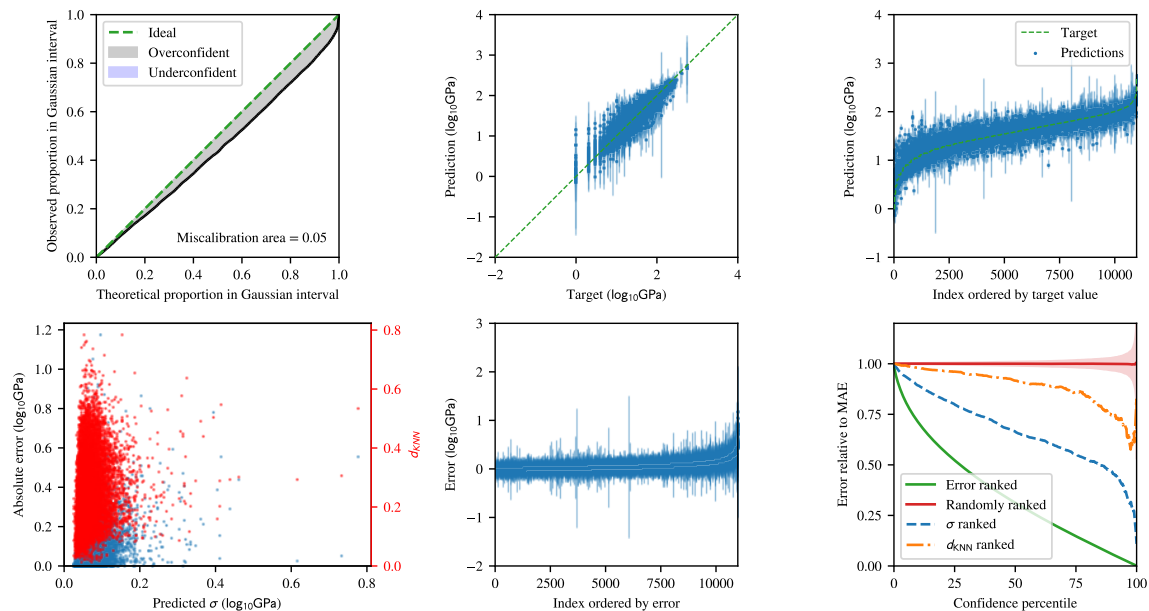 Observed proportion in Gaussian interval
1.0
0.8
0.6
0.4
0.2
0.0
Ideal
Overconfident
Underconfident
Miscalibration area = 0.05
0.0 0.2 0.4 0.6 0.8 1.0
Theoretical proportion in Gaussian interval
Prediction (log₁₀GPa)
4
3
2
1
0
−1
−2
−2 0 2 4
Target (log₁₀GPa)
Prediction (log₁₀GPa)
4
3
2
1
0
−1
Target
Predictions
0 2500 5000 7500 10000
Index ordered by target value
Absolute error (log₁₀GPa)
1.2
1.0
0.8
0.6
0.4
0.2
0.0
0.0 0.2 0.4 0.6 0.8
Predicted σ (log₁₀GPa)
0.8
0.6
0.4
0.2
0.0
d_KNN
Error (log₁₀GPa)
3
2
1
0
−1
−2
0 2500 5000 7500 10000
Index ordered by error
Error relative to MAE
1.00
0.75
0.50
0.25
0.00
Error ranked
Randomly ranked
σ ranked
d_KNN ranked
0 25 50 75 100
Confidence percentile